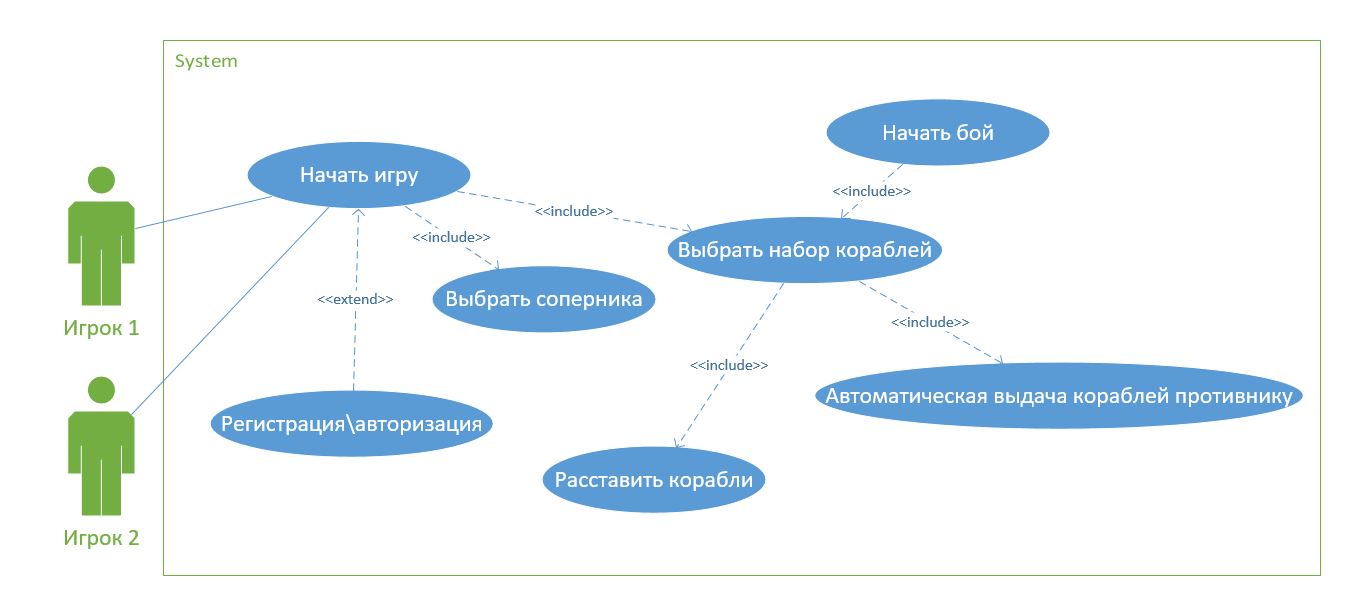 System
Начать бой
Начать игру
<<include>>
<<include>>
<<include>>
Выбрать набор кораблей
Выбрать соперника
<<extend>>
Игрок 1
<<include>>
<<include>>
Автоматическая выдача кораблей противнику
Регистрация\авторизация
Расставить корабли
Игрок 2